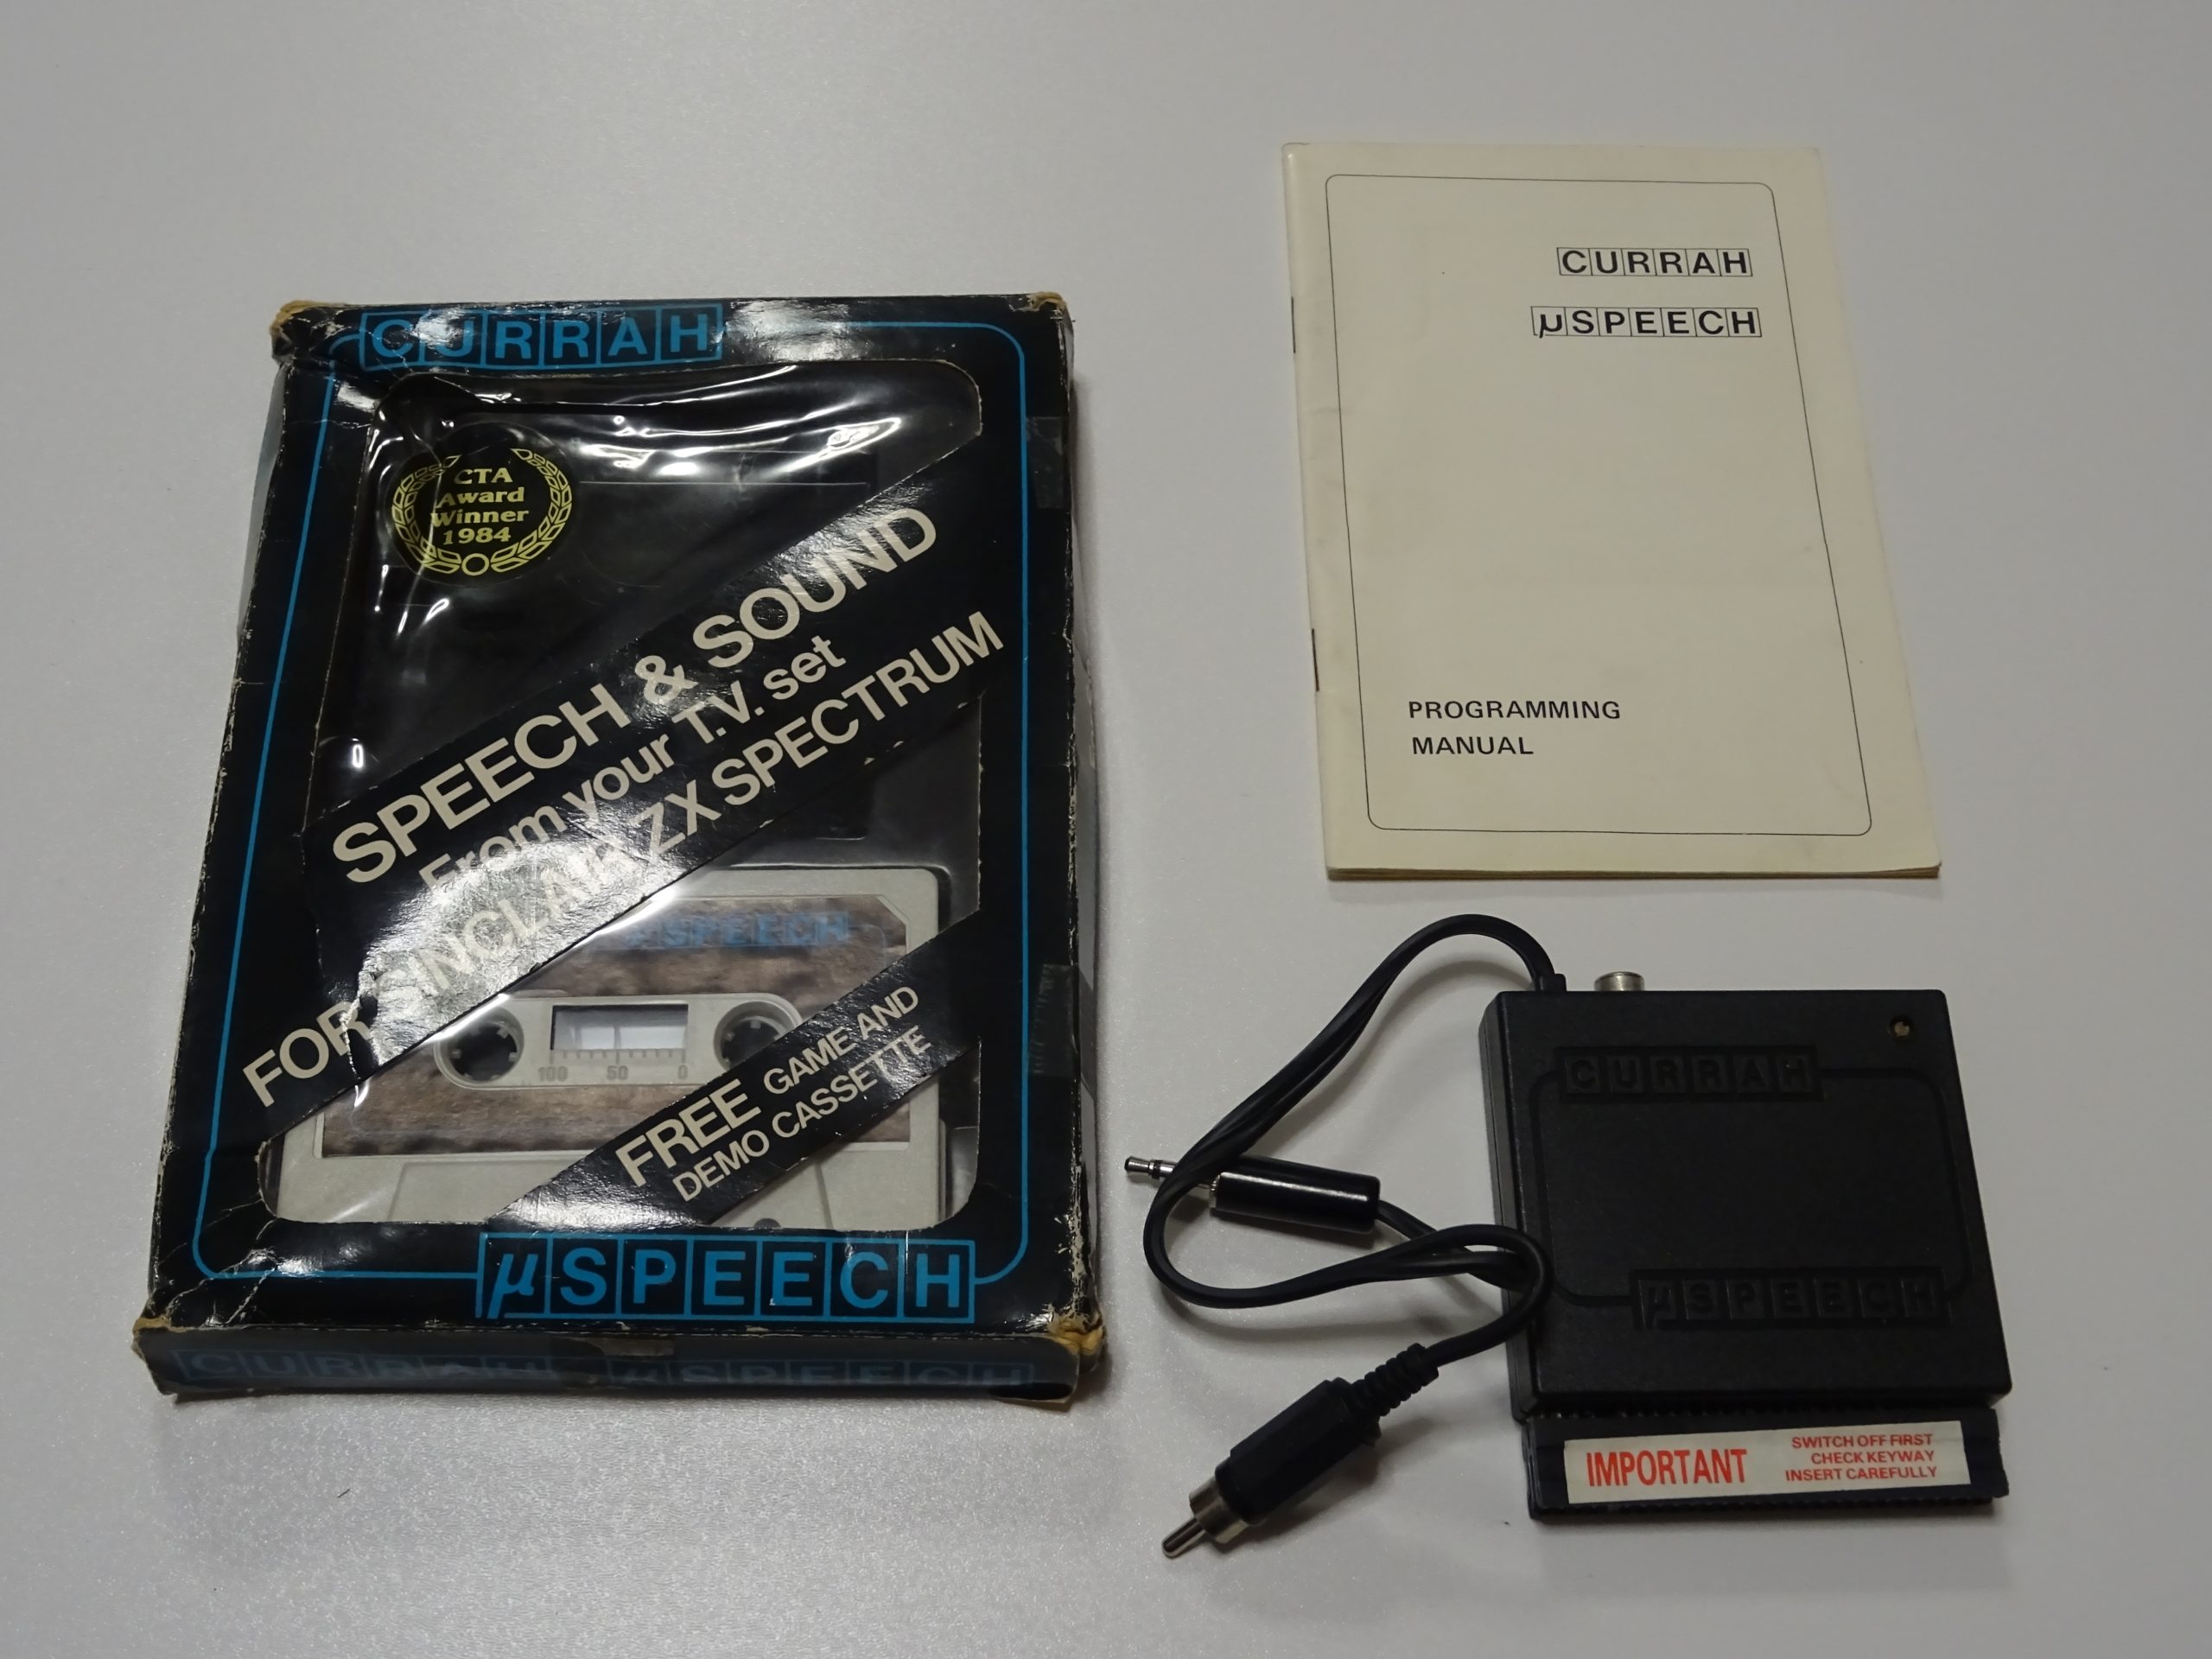 CURRAH
CTA
Award
Winner
1984
SPEECH & SOUND
From your T.V. set
FOR SINCLAIR ZX SPECTRUM
µSPEECH
100 50 0
FREE GAME AND
DEMO CASSETTE
µSPEECH
CURRAH µSPEECH
CURRAH
µSPEECH
PROGRAMMING
MANUAL
CURRAH
µSPEECH
IMPORTANT
SWITCH OFF FIRST
CHECK KEYWAY
INSERT CAREFULLY